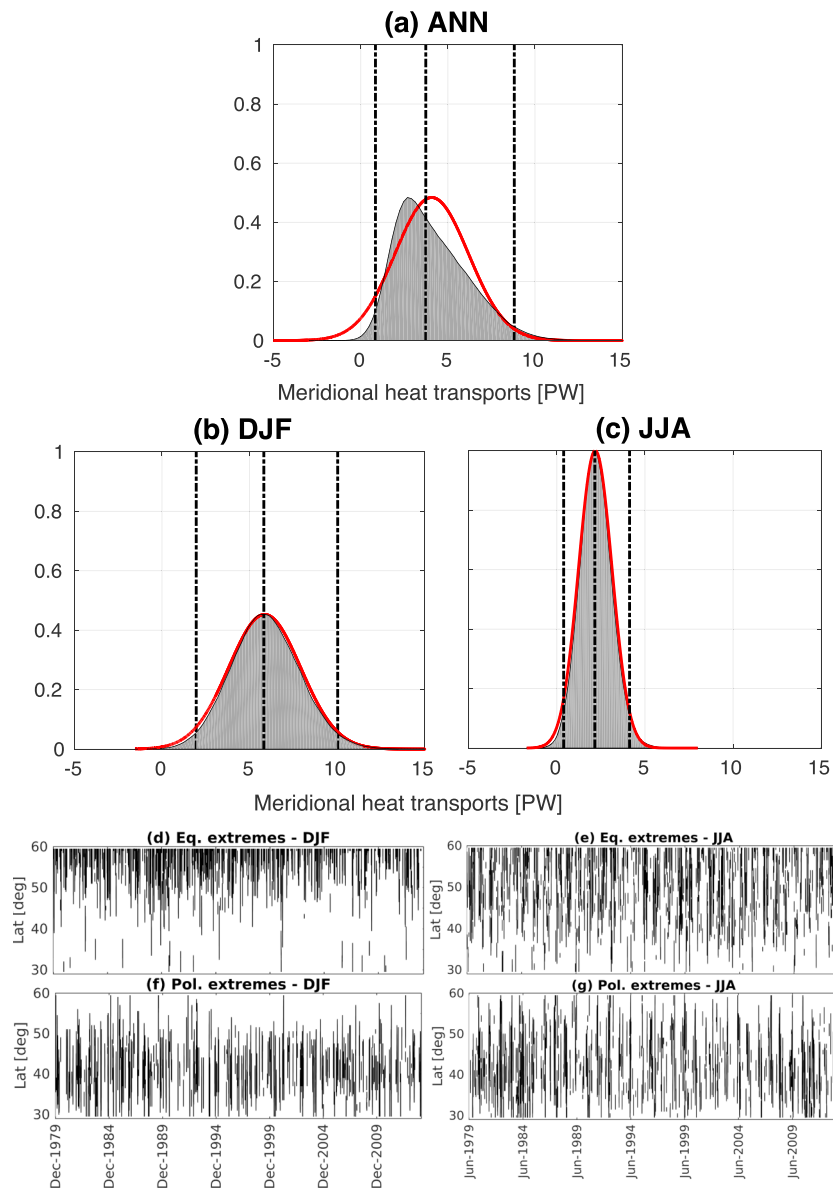 (a) ANN
1
0.8
0.6
0.4
0.2
0
-5 0 5 10 15
Meridional heat transports [PW]
(b) DJF
(c) JJA
1
0.8
0.6
0.4
0.2
0
-5 0 5 10 15
-5 0 5 10 15
Meridional heat transports [PW]
(d) Eq. extremes - DJF
(e) Eq. extremes - JJA
60
50
40
30
Lat [deg]
60
50
40
30
Lat [deg]
(f) Pol. extremes - DJF
(g) Pol. extremes - JJA
60
50
40
30
Lat [deg]
60
50
40
30
Lat [deg]
Dec-1979
Dec-1984
Dec-1989
Dec-1994
Dec-1999
Dec-2004
Dec-2009
Jun-1979
Jun-1984
Jun-1989
Jun-1994
Jun-1999
Jun-2004
Jun-2009